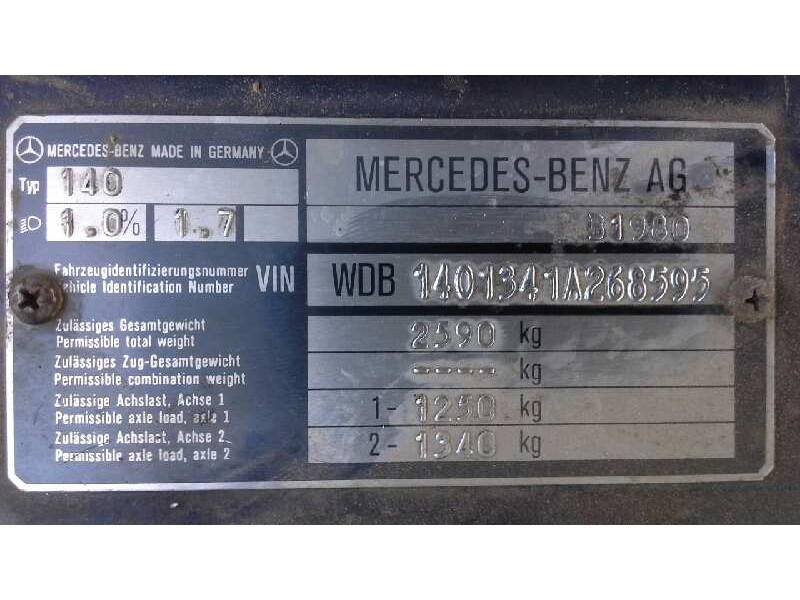 MERCEDES-BENZ MADE IN GERMANY
MERCEDES-BENZ AG
Typ 140
1.0% 1.7
B1980
Fahrzeugidentifizierungsnummer
Vehicle Identification Number VIN WDB 1401341A268595
Zulässiges Gesamtgewicht
Permissible total weight 2590 kg
Zulässiges Zug-Gesamtgewicht
Permissible combination weight ---- kg
Zulässige Achslast, Achse 1
Permissible axle load, axle 1 1- 1250 kg
Zulässige Achslast, Achse 2
Permissible axle load, axle 2 2- 1340 kg